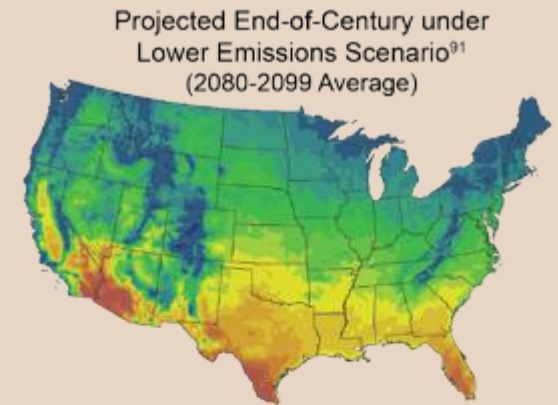 Projected End-of-Century under
Lower Emissions Scenario⁹¹
(2080-2099 Average)